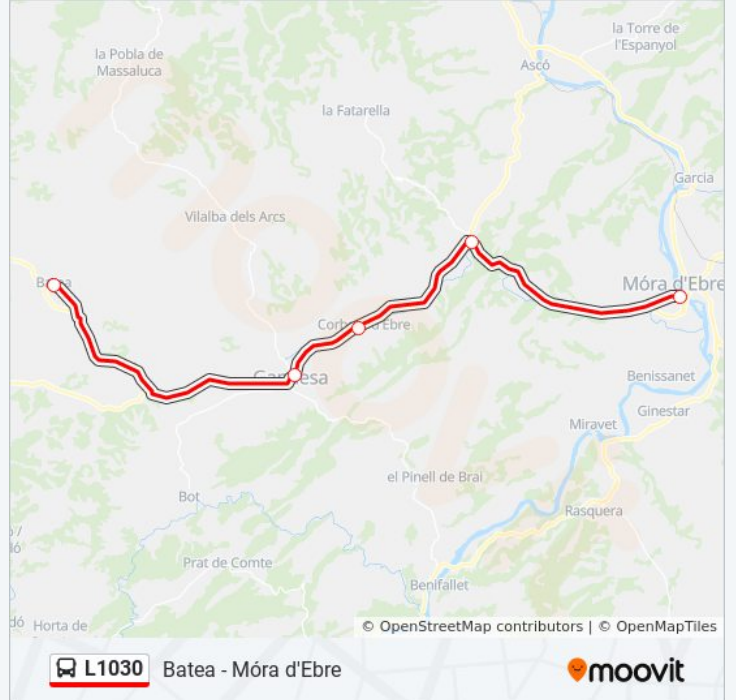 la Pobla de
Massaluca
la Torre de
l'Espanyol
Ascó
la Fatarella
Garcia
Vilalba dels Arcs
Móra d'Ebre
Benissanet
Ginestar
Miravet
el Pinell de Brai
Bot
Rasquera
Prat de Comte
Benifallet
Horta de
© OpenStreetMap contributors | © OpenMapTiles
L1030 Batea - Móra d'Ebre
moovit